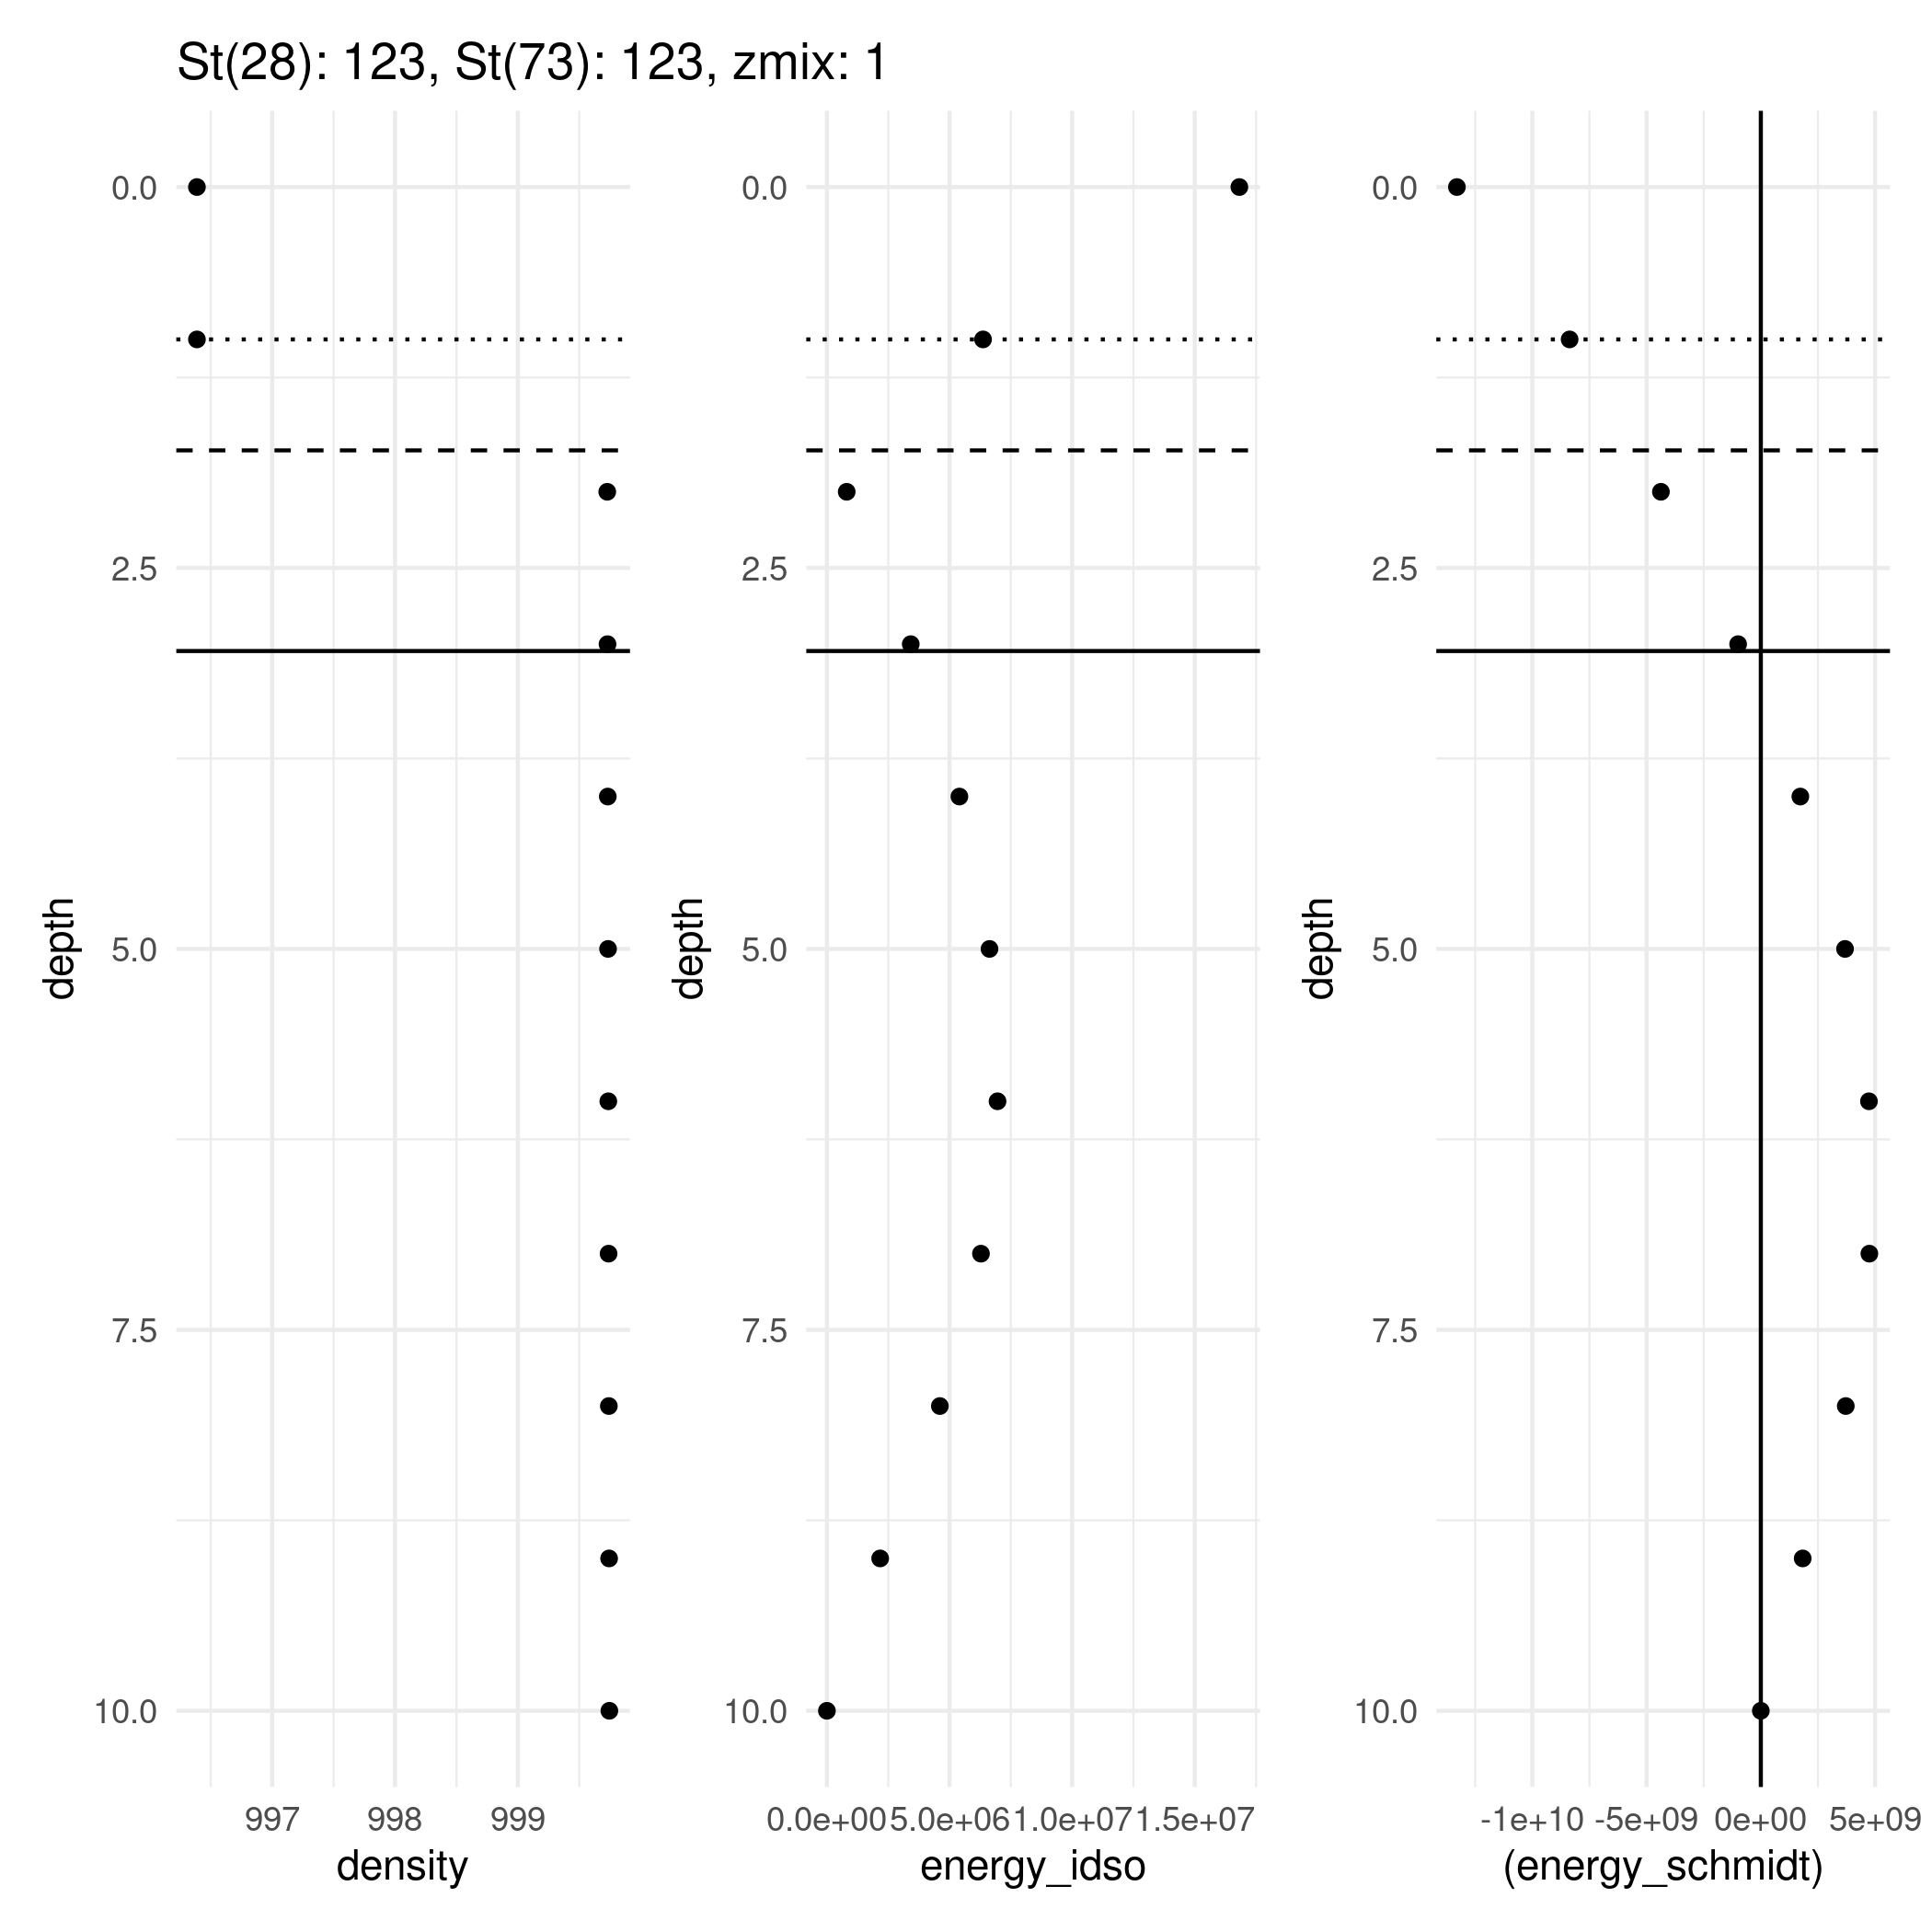 St(28): 123, St(73): 123, zmix: 1
0.0
2.5
5.0
7.5
10.0
depth
997 998 999
density
0.0
2.5
5.0
7.5
10.0
depth
0.0e+00 5.0e+06 1.0e+07 1.5e+07
energy_idso
0.0
2.5
5.0
7.5
10.0
depth
-1e+10 -5e+09 0e+00 5e+09
(energy_schmidt)